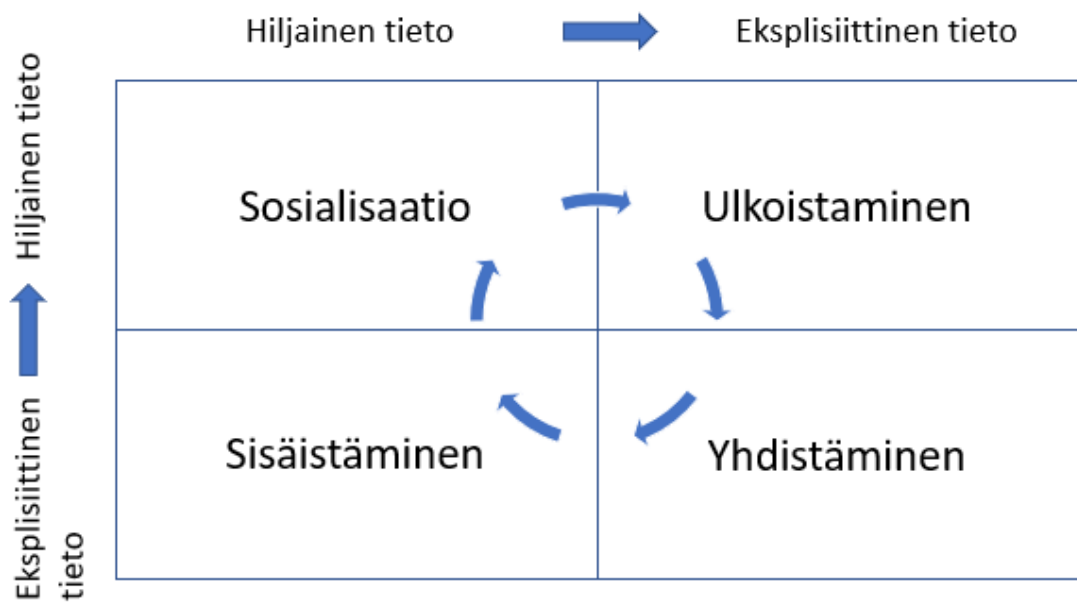 Hiljainen tieto
Eksplisiittinen tieto
Hiljainen tieto
Sosialisaatio
Ulkoistaminen
Eksplisiittinen
tieto
Sisäistäminen
Yhdistäminen